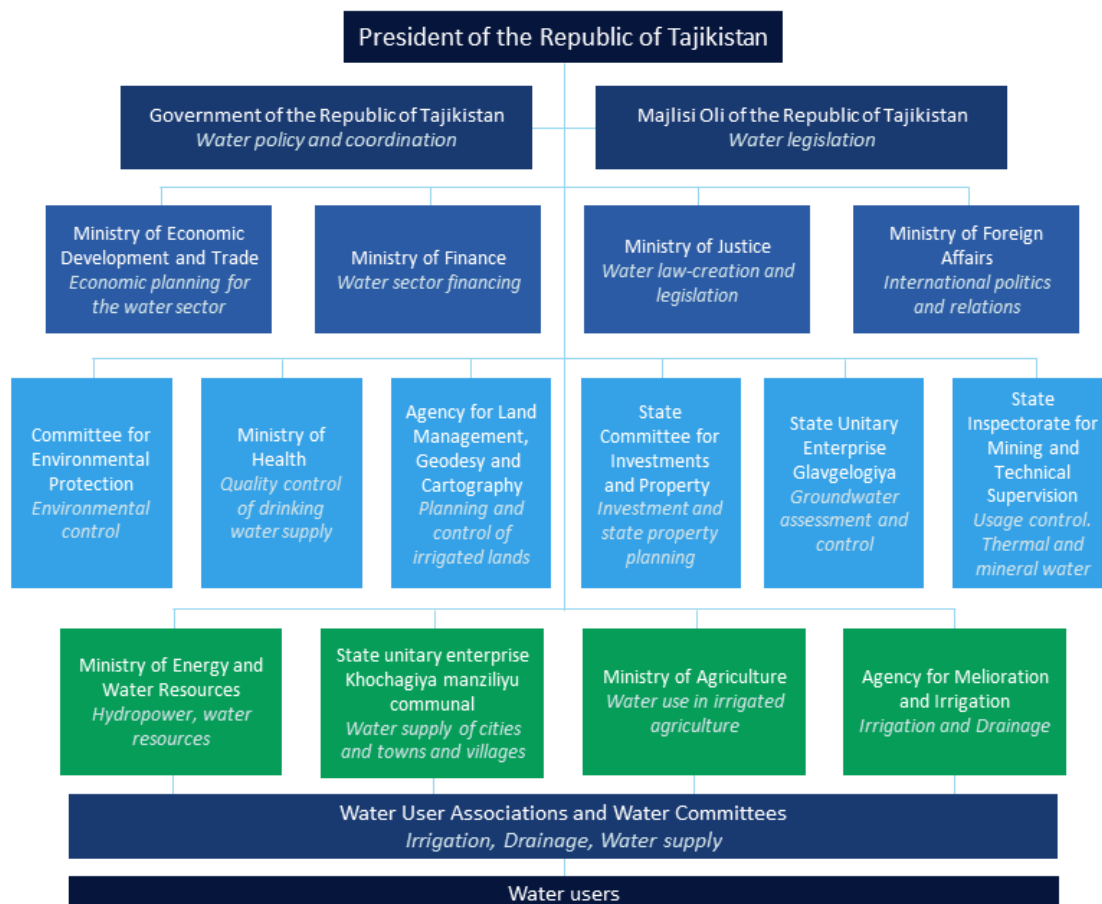 President of the Republic of Tajikistan
Government of the Republic of Tajikistan
Water policy and coordination
Majlisi Oli of the Republic of Tajikistan
Water legislation
Ministry of Economic
Development and Trade
Economic planning for
the water sector
Ministry of Finance
Water sector financing
Ministry of Justice
Water law-creation and
legislation
Ministry of Foreign
Affairs
International politics
and relations
Committee for
Environmental
Protection
Environmental
control
Ministry of
Health
Quality control
of drinking
water supply
Agency for Land
Management,
Geodesy and
Cartography
Planning and
control of
irrigated lands
State
Committee for
Investments
and Property
Investment and
state property
planning
State Unitary
Enterprise
Glavgelogiya
Groundwater
assessment and
control
State
Inspectorate for
Mining and
Technical
Supervision
Usage control.
Thermal and
mineral water
Ministry of Energy and
Water Resources
Hydropower, water
resources
State unitary enterprise
Khochagiya manziliyu
communal
Water supply of cities
and towns and villages
Ministry of Agriculture
Water use in irrigated
agriculture
Agency for Melioration
and Irrigation
Irrigation and Drainage
Water User Associations and Water Committees
Irrigation, Drainage, Water supply
Water users